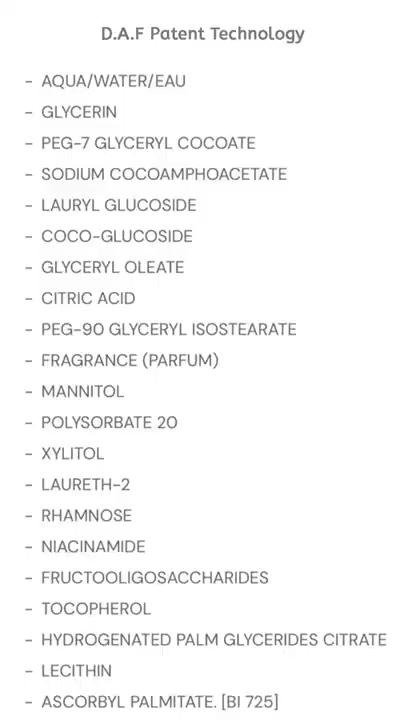 D.A.F Patent Technology
- AQUA/WATER/EAU
- GLYCERIN
- PEG-7 GLYCERYL COCOATE
- SODIUM COCOAMPHOACETATE
- LAURYL GLUCOSIDE
- COCO-GLUCOSIDE
- GLYCERYL OLEATE
- CITRIC ACID
- PEG-90 GLYCERYL ISOSTEARATE
- FRAGRANCE (PARFUM)
- MANNITOL
- POLYSORBATE 20
- XYLITOL
- LAURETH-2
- RHAMNOSE
- NIACINAMIDE
- FRUCTOOLIGOSACCHARIDES
- TOCOPHEROL
- HYDROGENATED PALM GLYCERIDES CITRATE
- LECITHIN
- ASCORBYL PALMITATE. [BI 725]